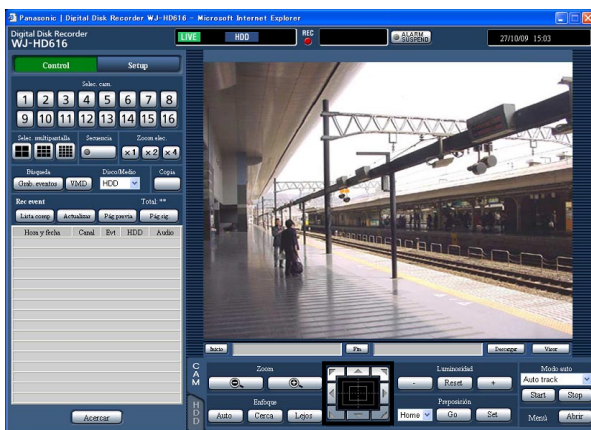 Panasonic | Digital Disk Recorder WJ-HD616 - Microsoft Internet Explorer
Digital Disk Recorder
WJ-HD616
LIVE HDD REC ALARM SUSPEND 27/10/09 15:03
Control Setup
Selec. cam.
1 2 3 4 5 6 7 8
9 10 11 12 13 14 15 16
Selec. multipantalla Secuencia Zoom elec.
x1 x2 x4
Búsqueda Disco/Medio Copia
Grab. eventos VMD HDD
Rec event Total: **
Lista comp Actualizar Pág previa Pág sig.
Hora y fecha Canal Evt HDD Audio
Acercar
Inicio Fin Descargar Visor
CAM
HDD
Zoom Luminosidad Modo auto
- Reset + Auto track
Enfoque Preposición Start Stop
Auto Cerca Lejos Home Go Set Menú Abrir